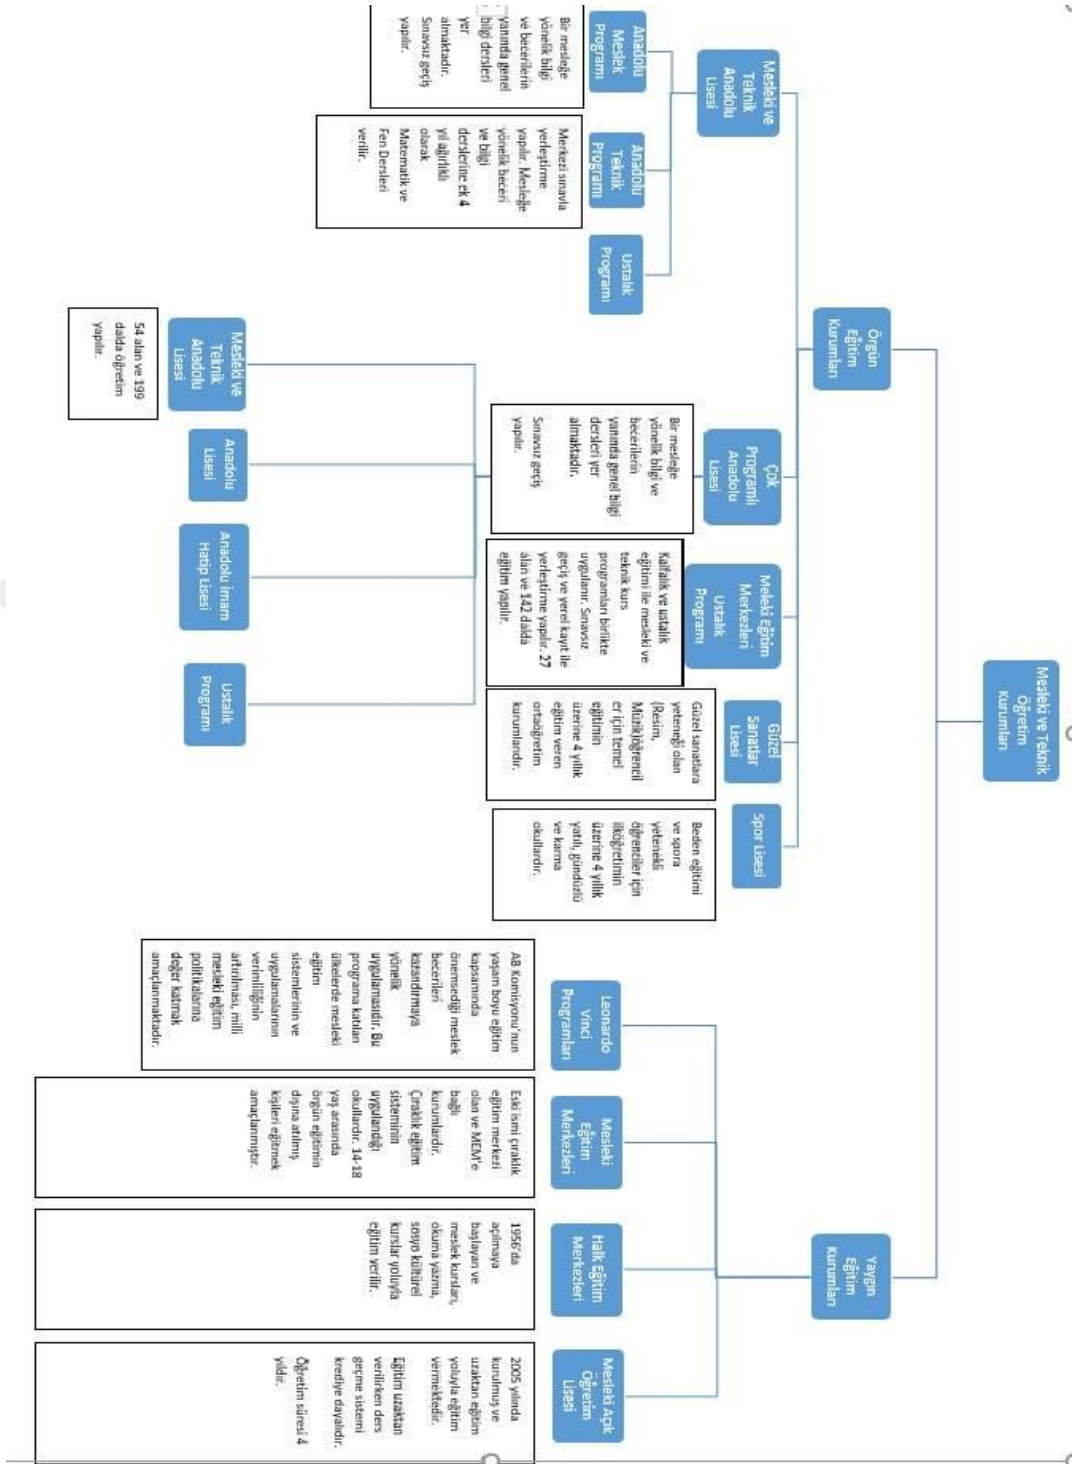 Mesleki ve Teknik
Öğretim
Kurumları
Örgün
Eğitim
Kurumları
Yaygın
Eğitim
Kurumları
Mesleki ve
Teknik
Anadolu
Lisesi
Çok
Programlı
Anadolu
Lisesi
Meleki Eğitim
Merkezleri
Ustalık
Programı
Güzel
Sanatlar
Lisesi
Spor Lisesi
Anadolu
Meslek
Programı
Anadolu
Teknik
Programı
Ustalık
Programı
Bir mesleğe
yönelik bilgi
ve becerilerin
yanında genel
bilgi dersleri
yer
almaktadır.
Sınavsız geçiş
yapılır.
Merkezi sınavla
yerleştirme
yapılır. Mesleğe
yönelik beceri
ve bilgi
derslerine ek 4
yıl ağırlıklı
olarak
Matematik ve
Fen Dersleri
verilir.
Bir mesleğe
yönelik bilgi ve
becerilerin
yanında genel bilgi
dersleri yer
almaktadır.
Sınavsız geçiş
yapılır.
Kalfalık ve ustalık
eğitimi ile mesleki ve
teknik kurs
programları birlikte
uygulanır. Sınavsız
geçiş ve yerel kayıt ile
yerleştirme yapılır. 27
alan ve 142 dalda
eğitim yapılır.
Güzel sanatlara
yeteneği olan
(Resim,
Müzik)öğrencil
er için temel
eğitimin
üzerine 4 yıllık
eğitim veren
ortaöğretim
kurumlarıdır.
Beden eğitimi
ve spora
yetenekli
öğrenciler için
ilköğretimin
üzerine 4 yıllık
yatılı, gündüzlü
ve karma
okullardır.
Mesleki ve
Teknik
Anadolu
Lisesi
Anadolu
Lisesi
Anadolu İmam
Hatip Lisesi
Ustalık
Programı
54 alan ve 199
dalda öğretim
yapılır.
Leonardo
Vinci
Programları
Mesleki
Eğitim
Merkezleri
Halk Eğitim
Merkezleri
Mesleki Açık
Öğretim
Lisesi
AB Komisyonu'nun
yaşam boyu eğitim
kapsamında
önemsediği meslek
becerileri
kazandırmaya
yönelik
uygulamasıdır. Bu
programa katılan
ülkelerde mesleki
eğitim
sistemlerinin ve
uygulamalarının
verimliliğinin
artırılması, milli
mesleki eğitim
politikalarına
değer katmak
amaçlanmaktadır.
Eski ismi çıraklık
eğitim merkezi
olan ve MEM'e
bağlı
kurumlardır.
Çıraklık eğitim
sisteminin
uygulandığı
okullardır. 14-18
yaş arasında
örgün eğitimin
dışına atılmış
kişileri eğitmek
amaçlanmıştır.
1956'da
açılmaya
başlayan ve
meslek kursları,
okuma yazma,
sosyo kültürel
kurslar yoluyla
eğitim verilir.
2005 yılında
kurulmuş ve
uzaktan eğitim
yoluyla eğitim
vermektedir.
Eğitim uzaktan
verilirken ders
geçme sistemi
krediye dayalıdır.
Öğretim süresi 4
yıldır.